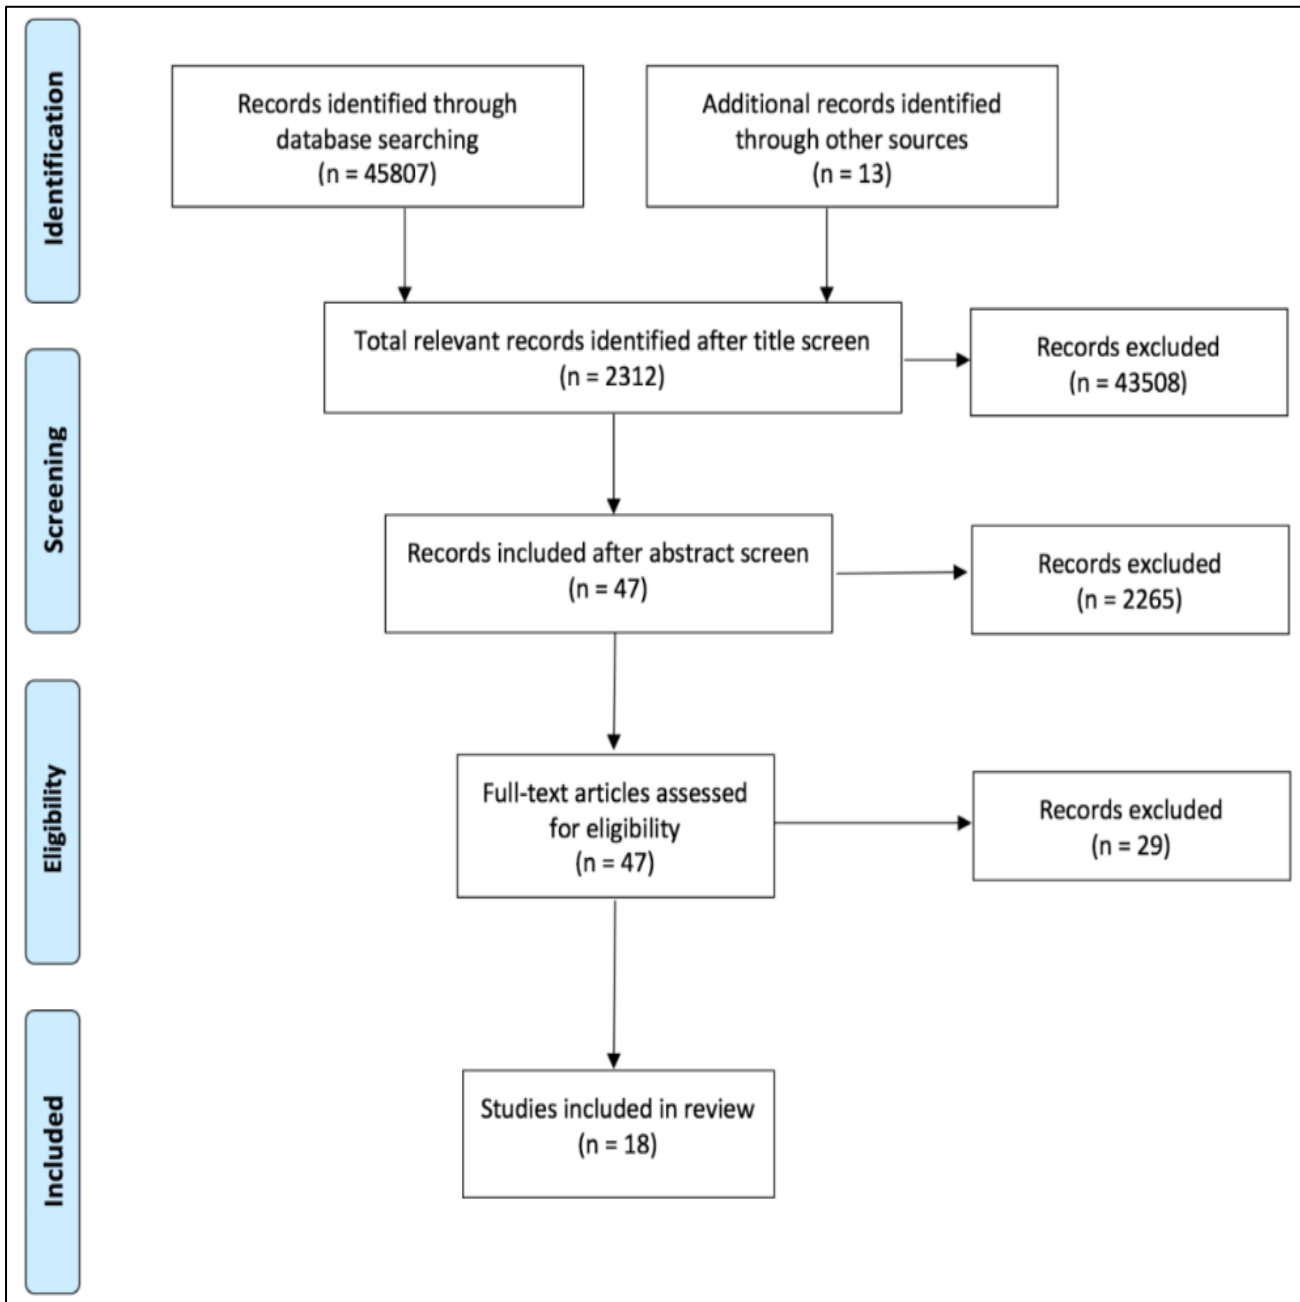 Identification
Records identified through
database searching
(n = 45807)
Additional records identified
through other sources
(n = 13)
Total relevant records identified after title screen
(n = 2312)
Records excluded
(n = 43508)
Screening
Records included after abstract screen
(n = 47)
Records excluded
(n = 2265)
Eligibility
Full-text articles assessed
for eligibility
(n = 47)
Records excluded
(n = 29)
Included
Studies included in review
(n = 18)